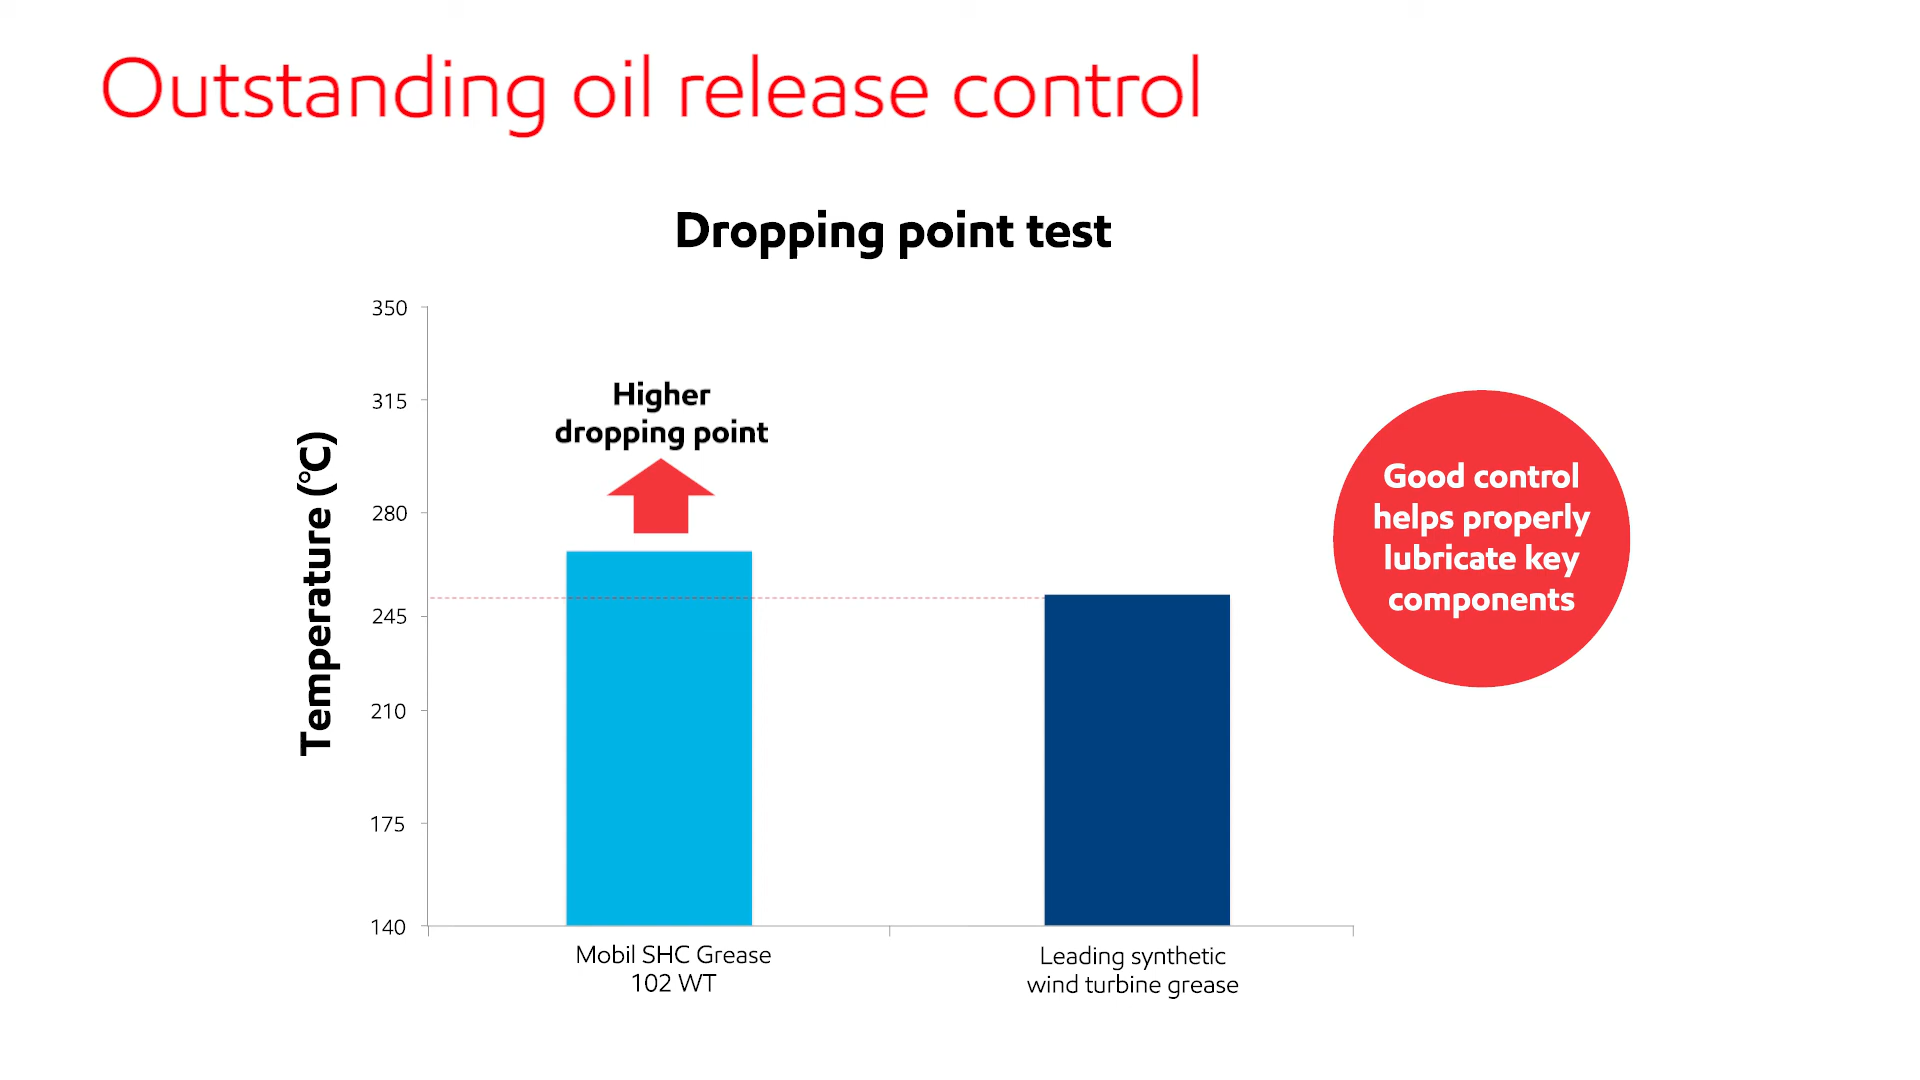 Outstanding oil release control
Dropping point test
Temperature (°C)
350
315
280
245
210
175
140
Higher
dropping point
Mobil SHC Grease
102 WT
Leading synthetic
wind turbine grease
Good control
helps properly
lubricate key
components